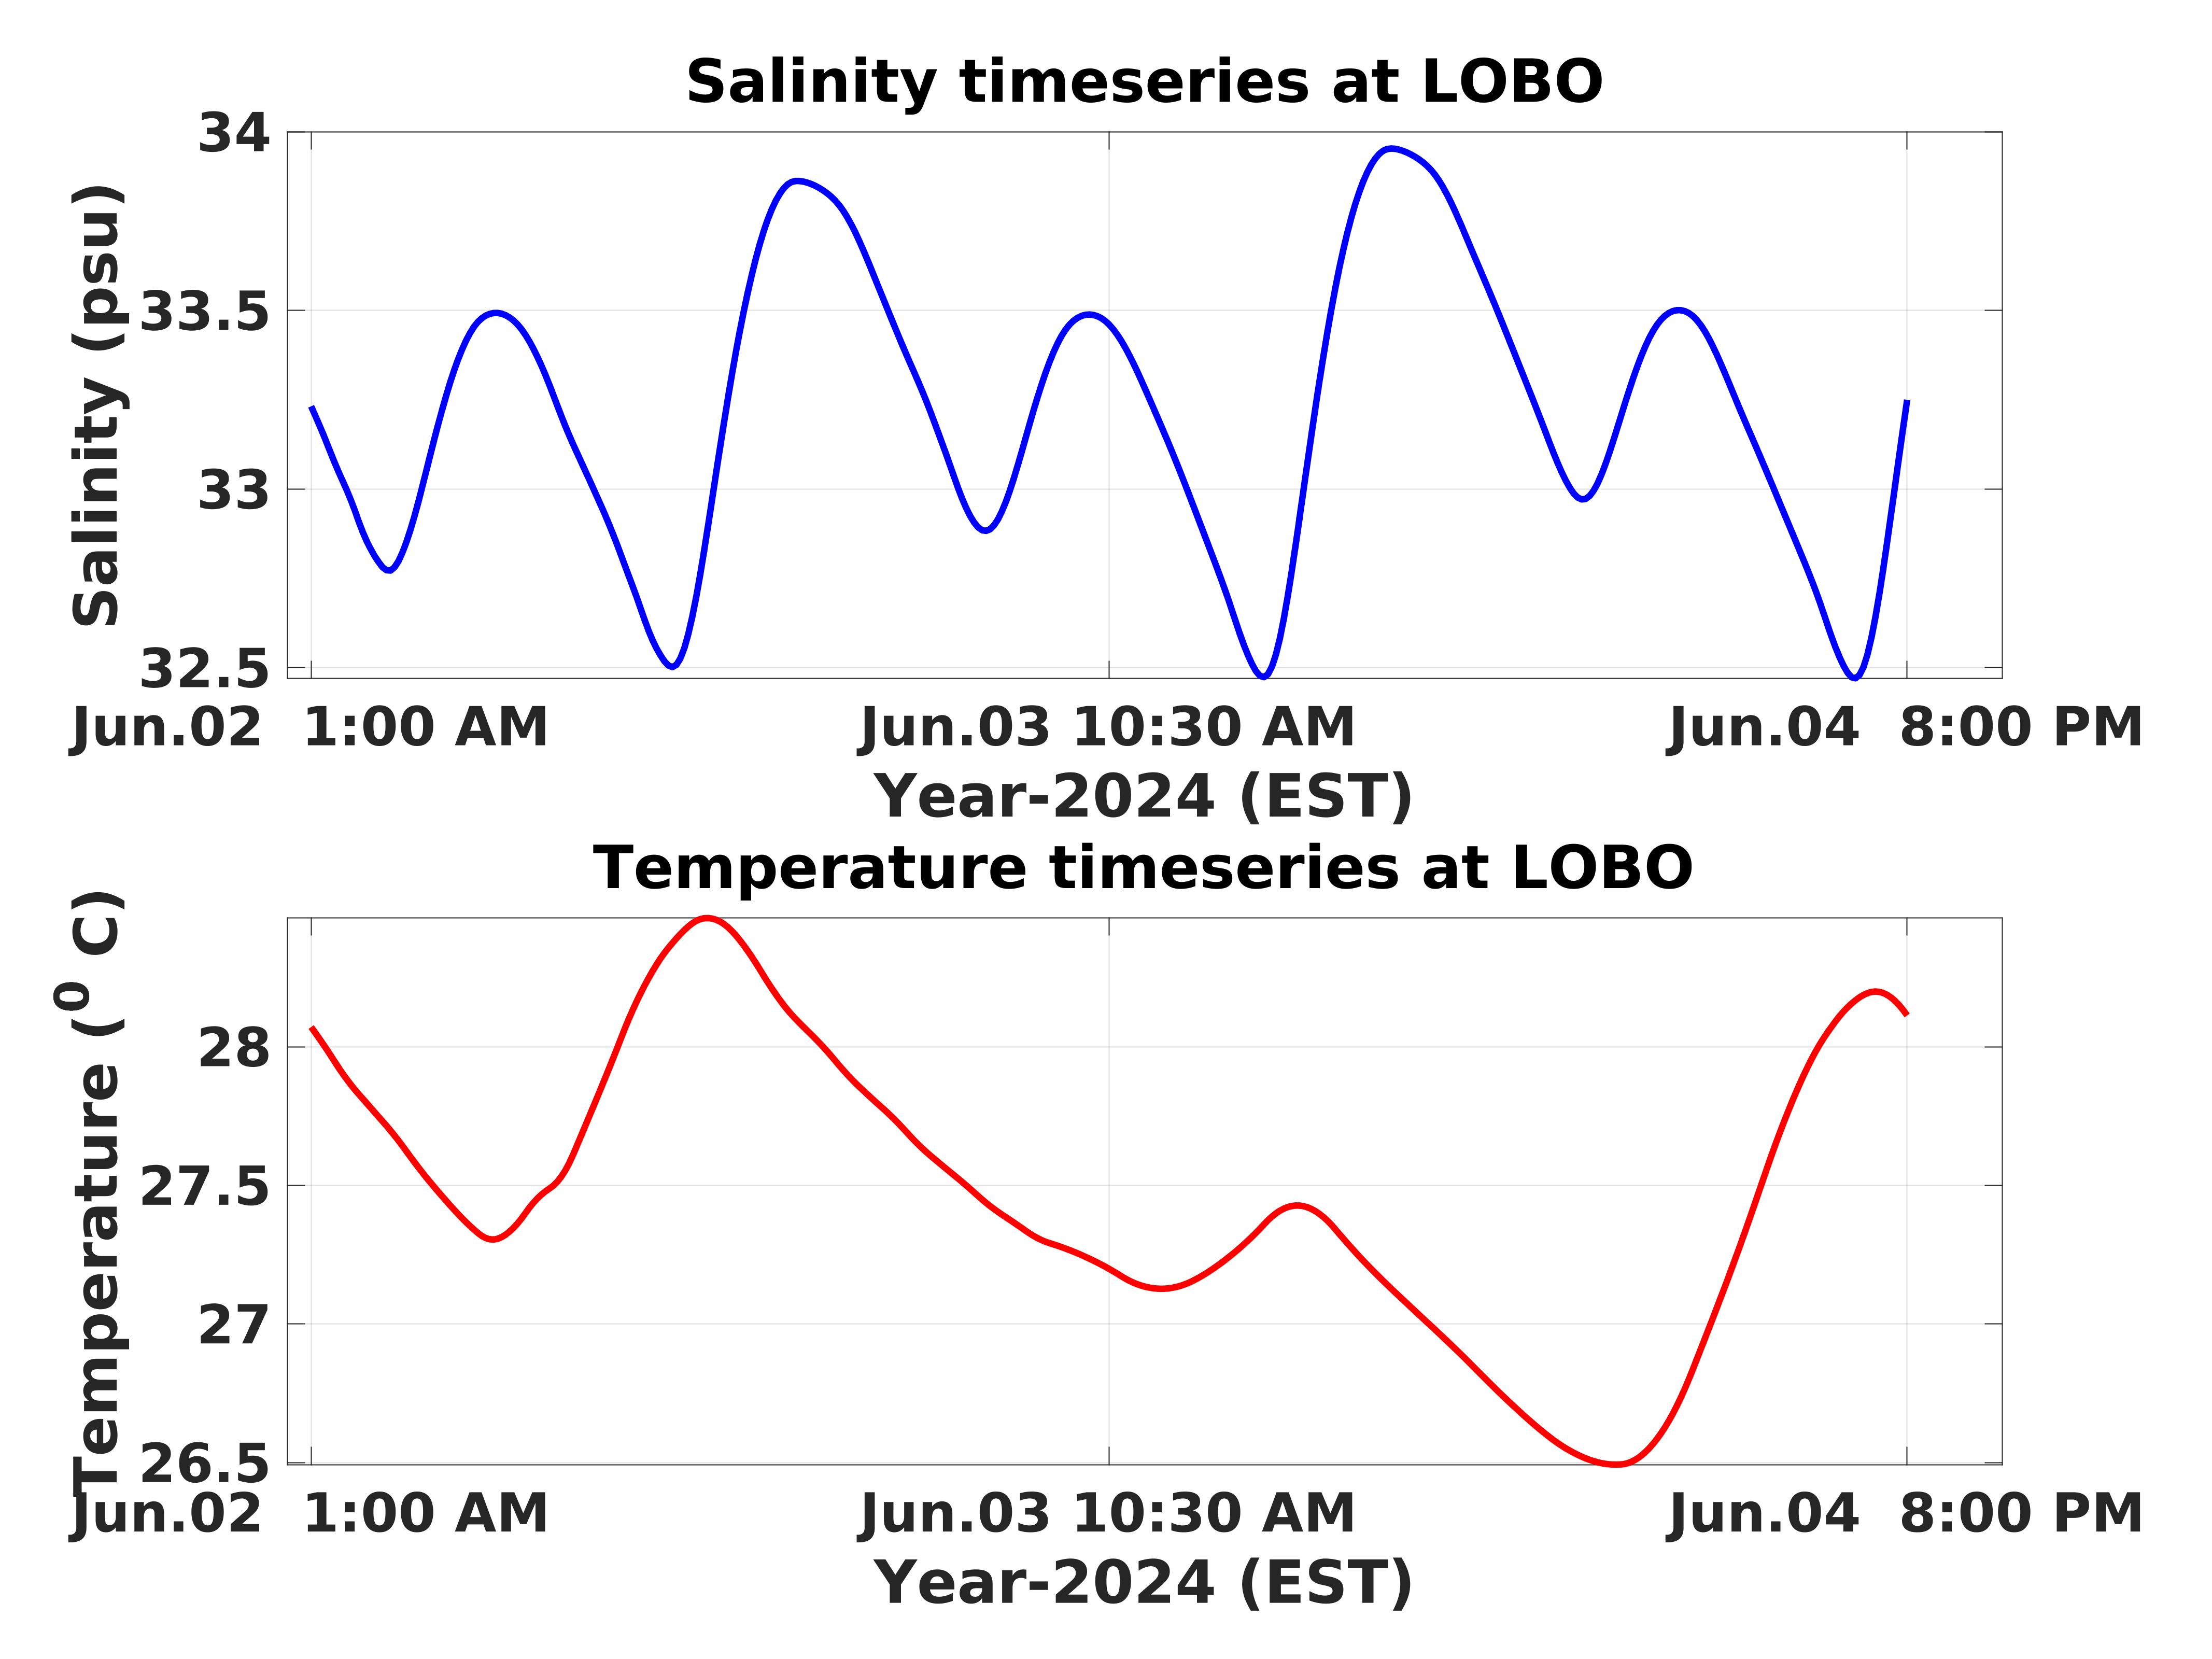 Salinity timeseries at LOBO
Salinity (psu)
34
33.5
33
32.5
Jun.02  1:00 AM Jun.03 10:30 AM Jun.04  8:00 PM
Year-2024 (EST)
Temperature timeseries at LOBO
Temperature (⁰ C)
28
27.5
27
26.5
Jun.02  1:00 AM Jun.03 10:30 AM Jun.04  8:00 PM
Year-2024 (EST)